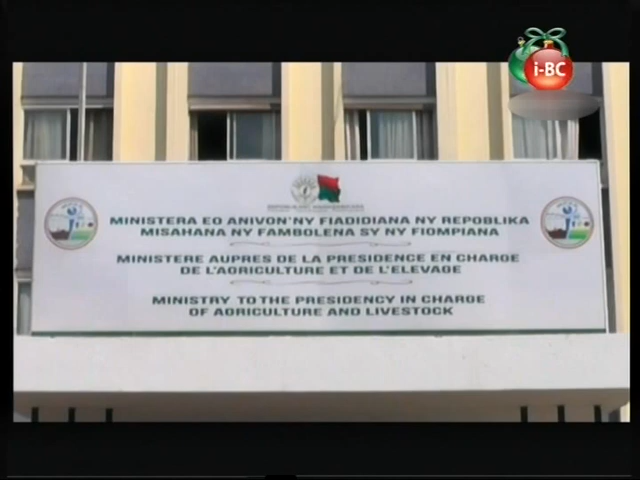 i-BC
MINISTERA EO ANIVON'NY FIADIDIANA NY REPOBLIKA
MISAHANA NY FAMBOLENA SY NY FIOMPIANA
MINISTERE AUPRES DE LA PRESIDENCE EN CHARGE
DE L'AGRICULTURE ET DE L'ELEVAGE
MINISTRY TO THE PRESIDENCY IN CHARGE
OF AGRICULTURE AND LIVESTOCK